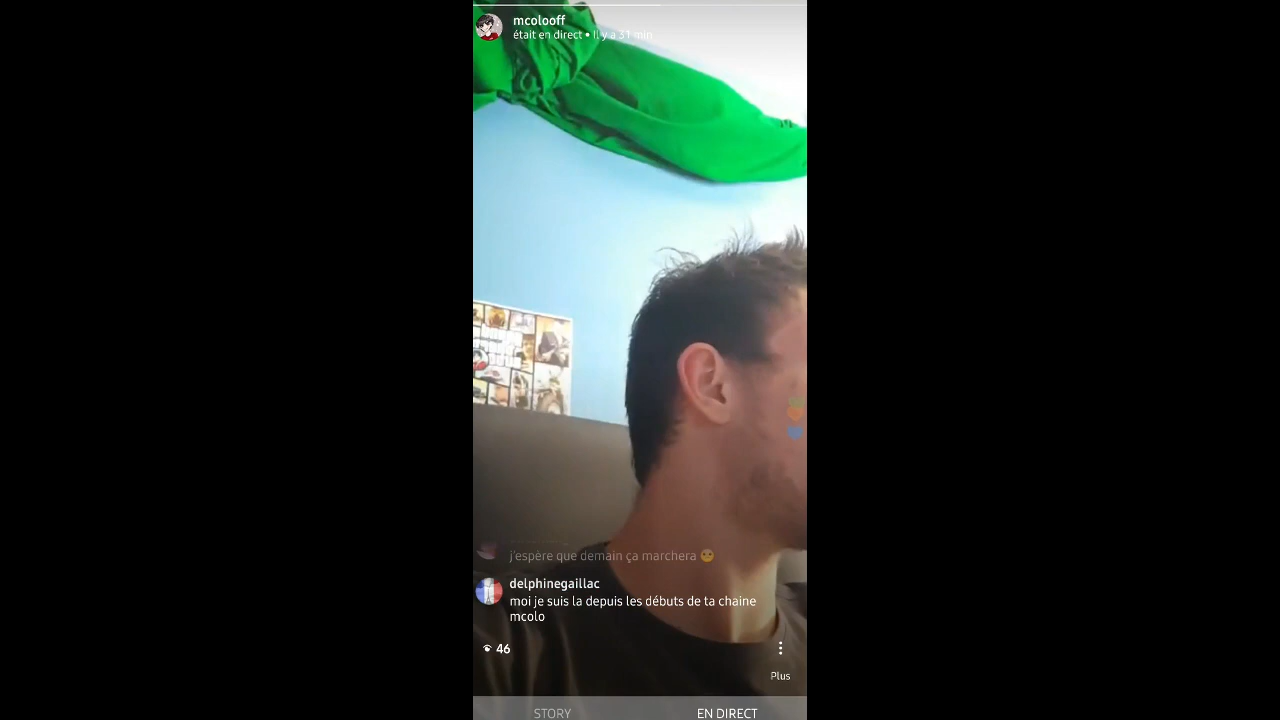 mcolooff
était en direct • Il y a 31 min
j'espère que demain ça marchera 😬
delphinegaillac
moi je suis la depuis les débuts de ta chaine
mcolo
46
Plus
STORY
EN DIRECT